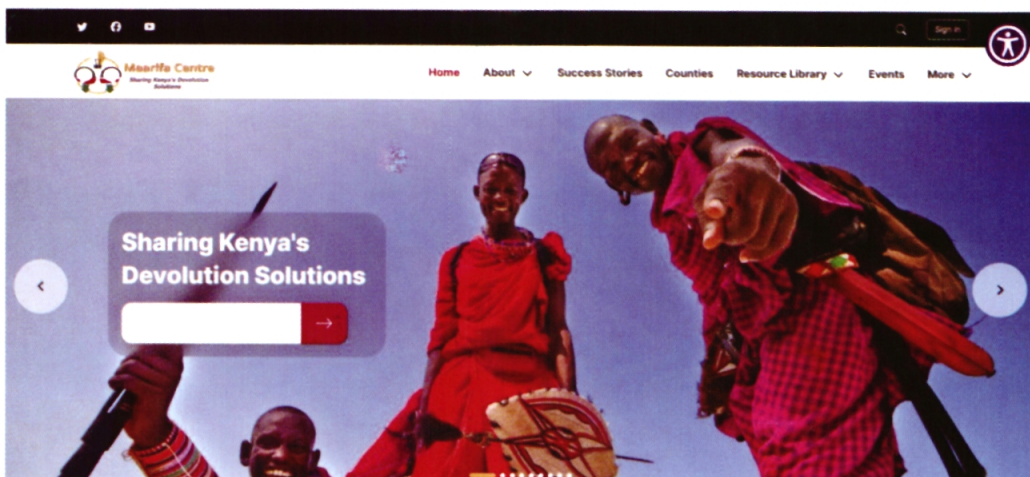 Sign in
Maarifa Centre
Sharing Kenya's Devolution
Solutions
Home About Success Stories Counties Resource Library Events More
Sharing Kenya's
Devolution Solutions